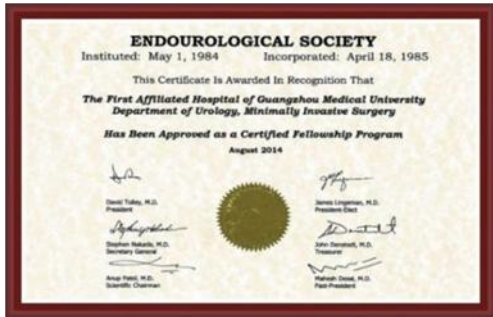 ENDOUROLOGICAL SOCIETY
Instituted: May 1, 1984 Incorporated: April 18, 1985
This Certificate Is Awarded In Recognition That
The First Affiliated Hospital of Guangzhou Medical University
Department of Urology, Minimally Invasive Surgery
Has Been Approved as a Certified Fellowship Program
August 2014
David Tolley, M.D.
President
James Lingeman, M.D.
President-Elect
Stephen Nakada, M.D.
Secretary General
John Denstedt, M.D.
Treasurer
Anup Patel, M.D.
Scientific Chairman
Mahesh Desai, M.D.
Past-President